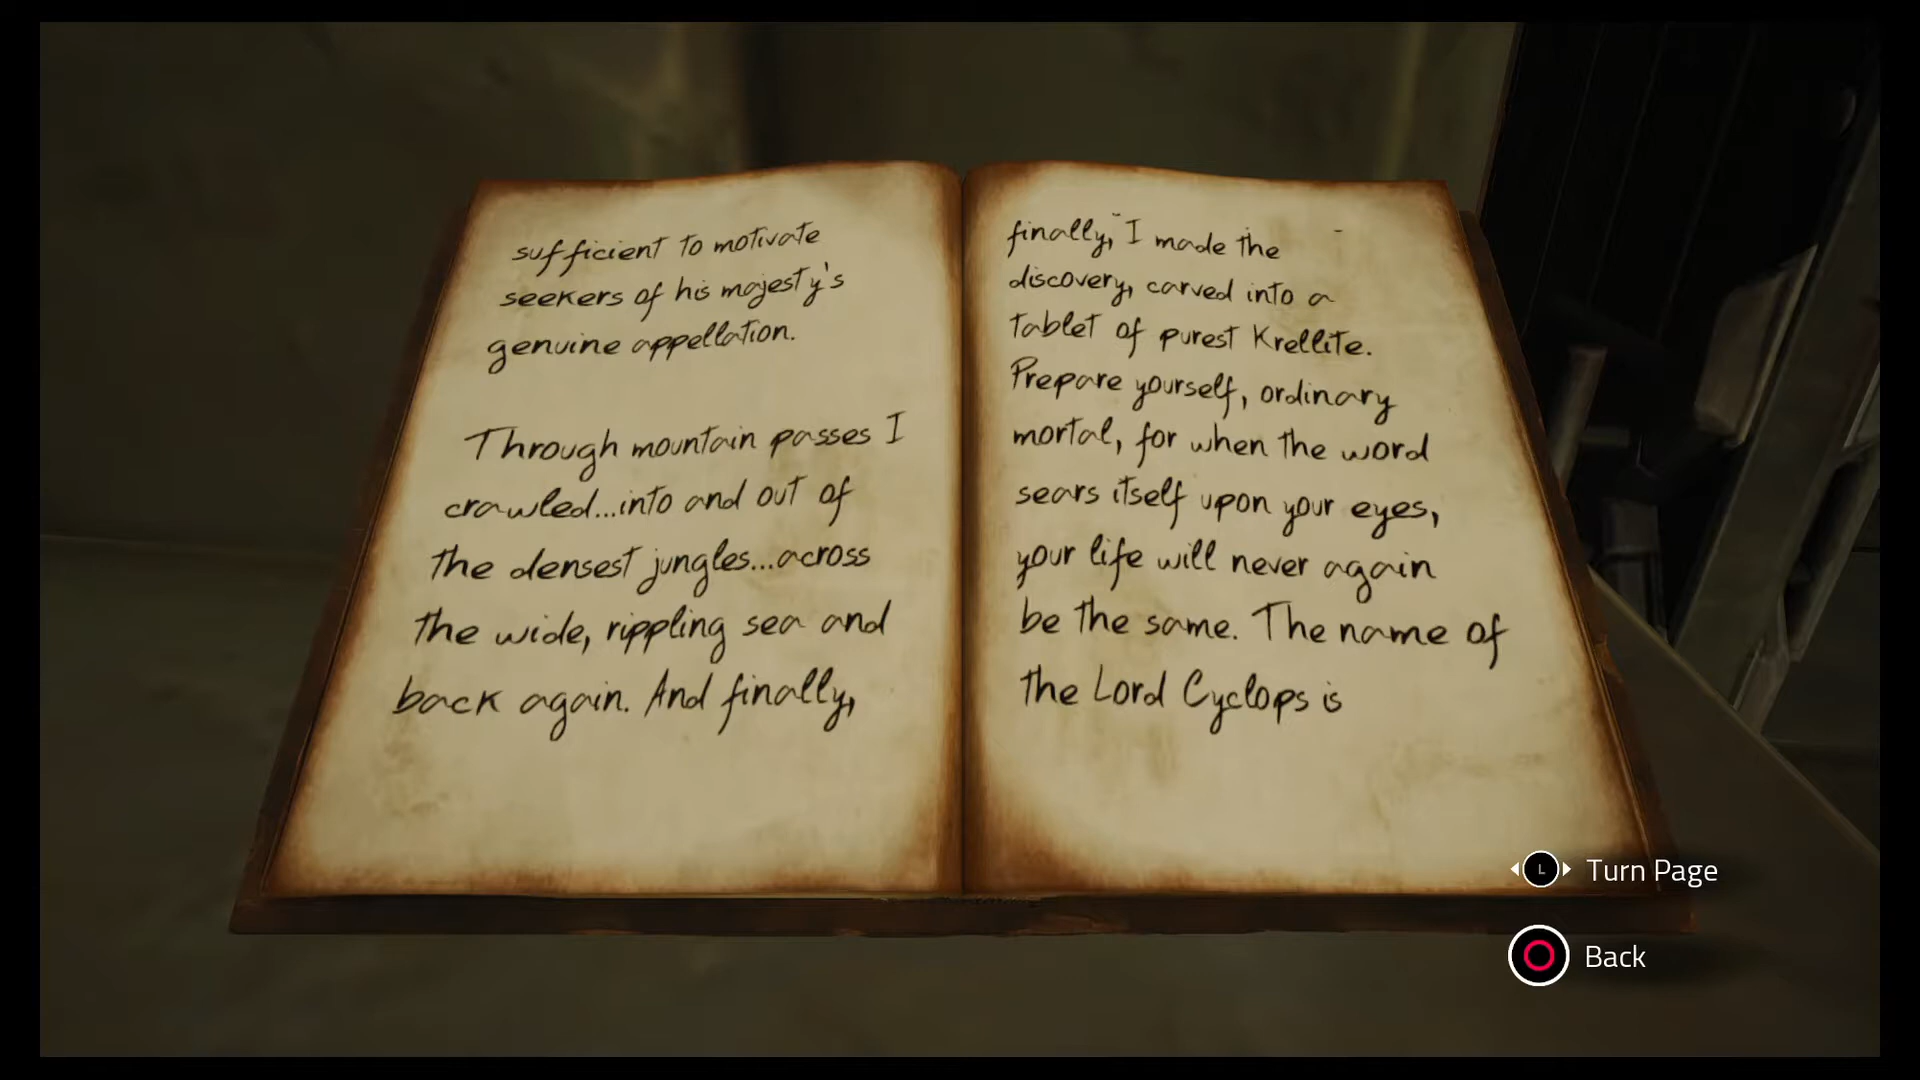 sufficient to motivate
seekers of his majesty's
genuine appellation.
Through mountain passes I
crawled...into and out of
the densest jungles...across
the wide, rippling sea and
back again. And finally,
finally, I made the
discovery, carved into a
tablet of purest Krellite.
Prepare yourself, ordinary
mortal, for when the word
sears itself upon your eyes,
your life will never again
be the same. The name of
the Lord Cyclops is
L Turn Page
Back